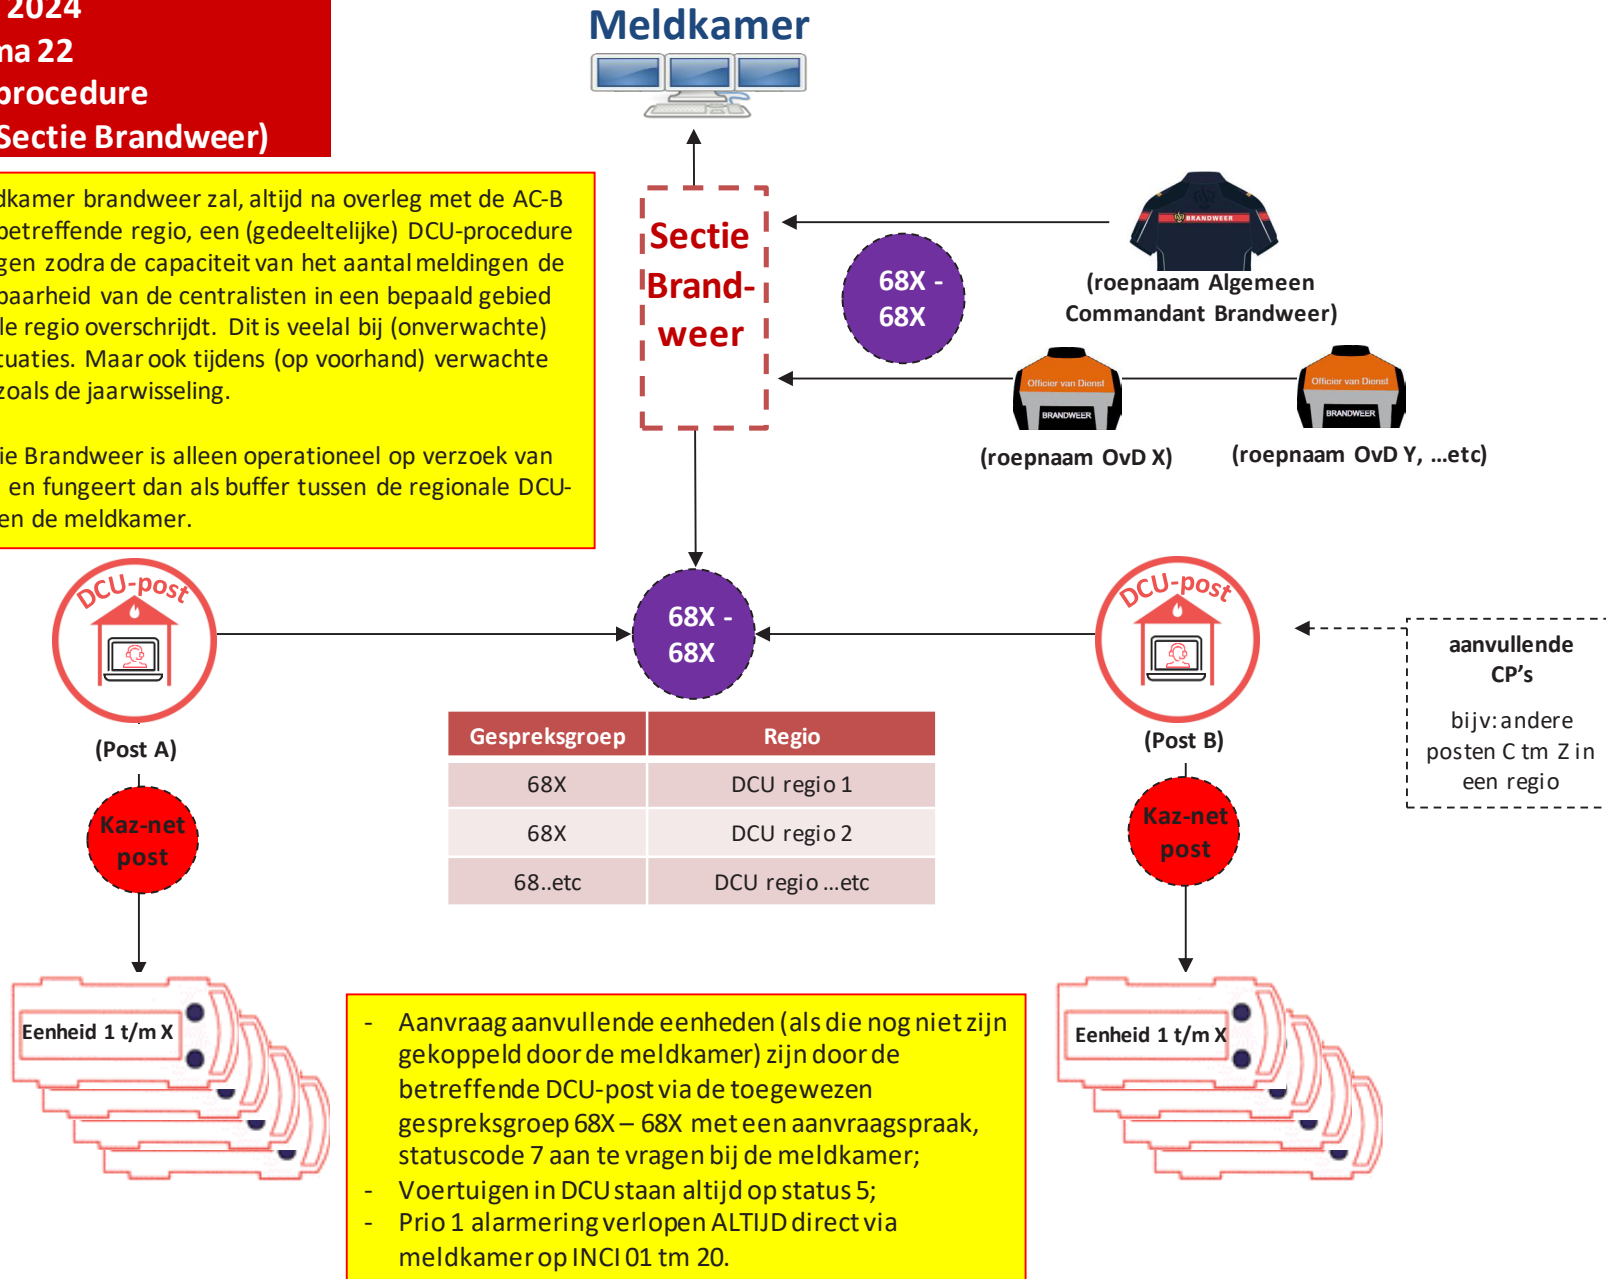 2024
ma 22
procedure
Sectie Brandweer)
Meldkamer
dkamer brandweer zal, altijd na overleg met de AC-B
betreffende regio, een (gedeeltelijke) DCU-procedure
gen zodra de capaciteit van het aantal meldingen de
baarheid van de centralisten in een bepaald gebied
le regio overschrijdt. Dit is veelal bij (onverwachte)
tuaties. Maar ook tijdens (op voorhand) verwachte
zoals de jaarwisseling.
ie Brandweer is alleen operationeel op verzoek van
en fungeert dan als buffer tussen de regionale DCU-
en de meldkamer.
Sectie
Brand-
weer
68X -
68X
BRANDWEER
(roepnaam Algemeen
Commandant Brandweer)
Officier van Dienst
BRANDWEER
(roepnaam OvD X)
Officier van Dienst
BRANDWEER
(roepnaam OvD Y, ...etc)
DCU-post
(Post A)
68X -
68X
DCU-post
(Post B)
aanvullende
CP's
bijv: andere
posten C tm Z in
een regio
Gespreksgroep Regio
68X DCU regio 1
68X DCU regio 2
68..etc DCU regio ...etc
Kaz-net
post
Kaz-net
post
Eenheid 1 t/m X
Eenheid 1 t/m X
- Aanvraag aanvullende eenheden (als die nog niet zijn
gekoppeld door de meldkamer) zijn door de
betreffende DCU-post via de toegewezen
gespreksgroep 68X – 68X met een aanvraagspraak,
statuscode 7 aan te vragen bij de meldkamer;
- Voertuigen in DCU staan altijd op status 5;
- Prio 1 alarmering verlopen ALTIJD direct via
meldkamer op INCI 01 tm 20.